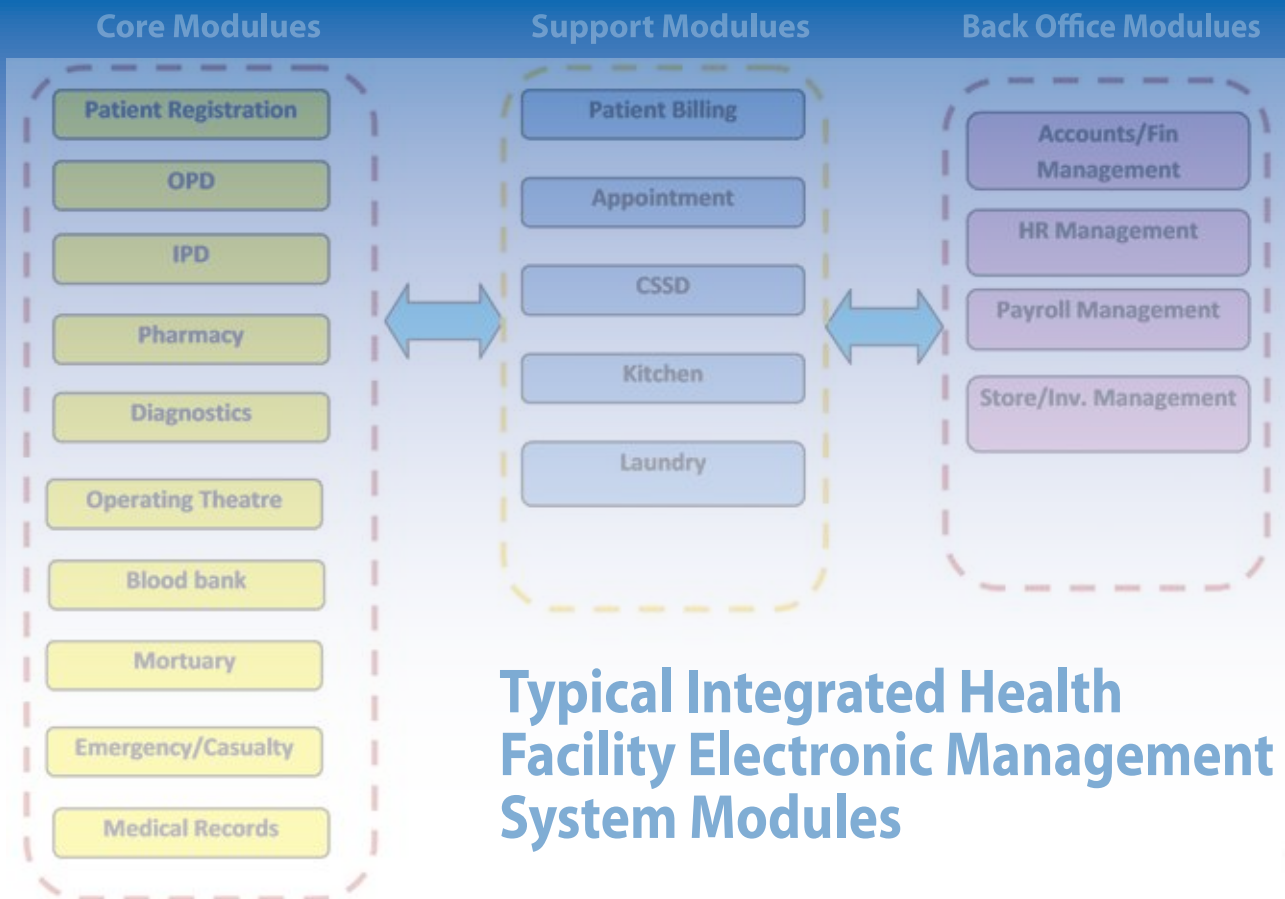 Core Modulues
Support Modulues
Back Office Modulues
Patient Registration
OPD
IPD
Pharmacy
Diagnostics
Operating Theatre
Blood bank
Mortuary
Emergency/Casualty
Medical Records
Patient Billing
Appointment
CSSD
Kitchen
Laundry
Accounts/Fin
Management
HR Management
Payroll Management
Store/Inv. Management
Typical Integrated Health
Facility Electronic Management
System Modules